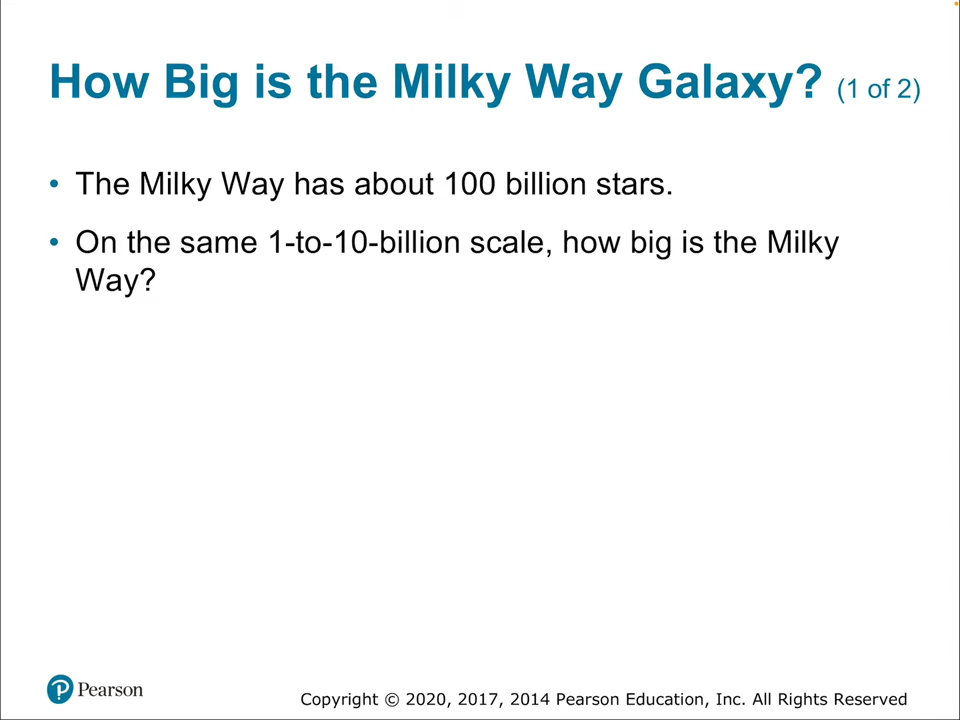 How Big is the Milky Way Galaxy? (1 of 2)
• The Milky Way has about 100 billion stars.
• On the same 1-to-10-billion scale, how big is the Milky
Way?
Pearson
Copyright © 2020, 2017, 2014 Pearson Education, Inc. All Rights Reserved